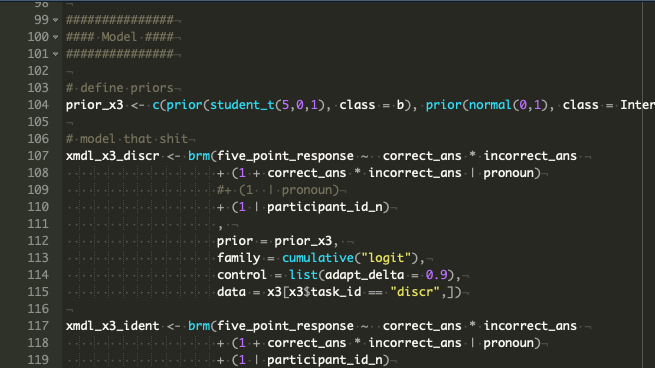 98
99 ###############
100 #### Model ####
101 ###############
102
103 # define priors
104 prior_x3 <- c(prior(student_t(5,0,1), class = b), prior(normal(0,1), class = Inter
105
106 # model that shit
107 xmdl_x3_discr <- brm(five_point_response ~  correct_ans * incorrect_ans
108 + (1 + correct_ans * incorrect_ans | pronoun)
109 #+ (1  | pronoun)
110 + (1 | participant_id_n)
111 ,
112 prior = prior_x3,
113 family = cumulative("logit"),
114 control = list(adapt_delta = 0.9),
115 data = x3[x3$task_id == "discr",])
116
117 xmdl_x3_ident <- brm(five_point_response ~  correct_ans * incorrect_ans
118 + (1 + correct_ans * incorrect_ans | pronoun)
119 + (1 | participant_id_n)